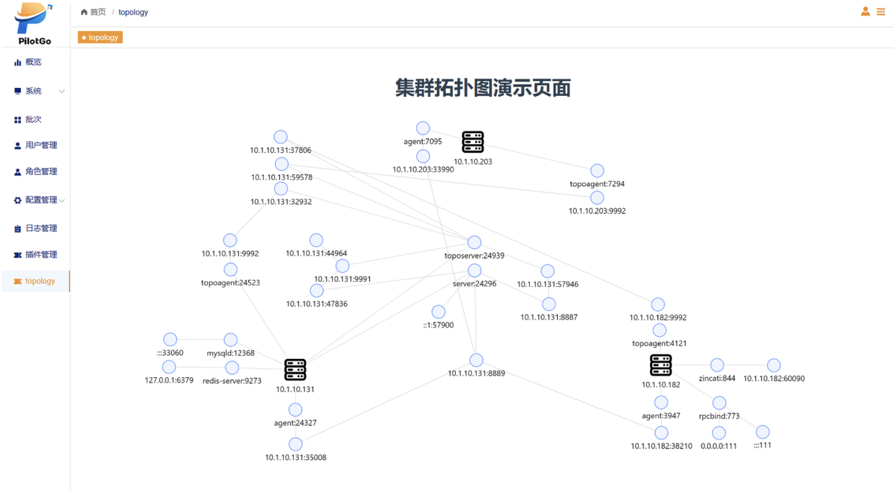 PilotGo
首页 / topology
topology
概览
系统
批次
用户管理
角色管理
配置管理
日志管理
插件管理
topology
集群拓扑图演示页面
agent:7095
10.1.10.203
10.1.10.131:37806
10.1.10.203:33990
10.1.10.131:59578
topoagent:7294
10.1.10.131:32932
10.1.10.203:9992
10.1.10.131:9992
10.1.10.131:44964
toposerver:24939
10.1.10.131:9991
topoagent:24523
server:24296
10.1.10.131:57946
10.1.10.131:47836
10.1.10.131:8887
10.1.10.182:9992
::1:57900
topoagent:4121
:::33060
mysqld:12368
10.1.10.131:8889
127.0.0.1:6379
redis-server:9273
10.1.10.131
10.1.10.182
zincati:844
10.1.10.182:60090
agent:24327
agent:3947
rpcbind:773
10.1.10.131:35008
10.1.10.182:38210
0.0.0.0:111
:::111